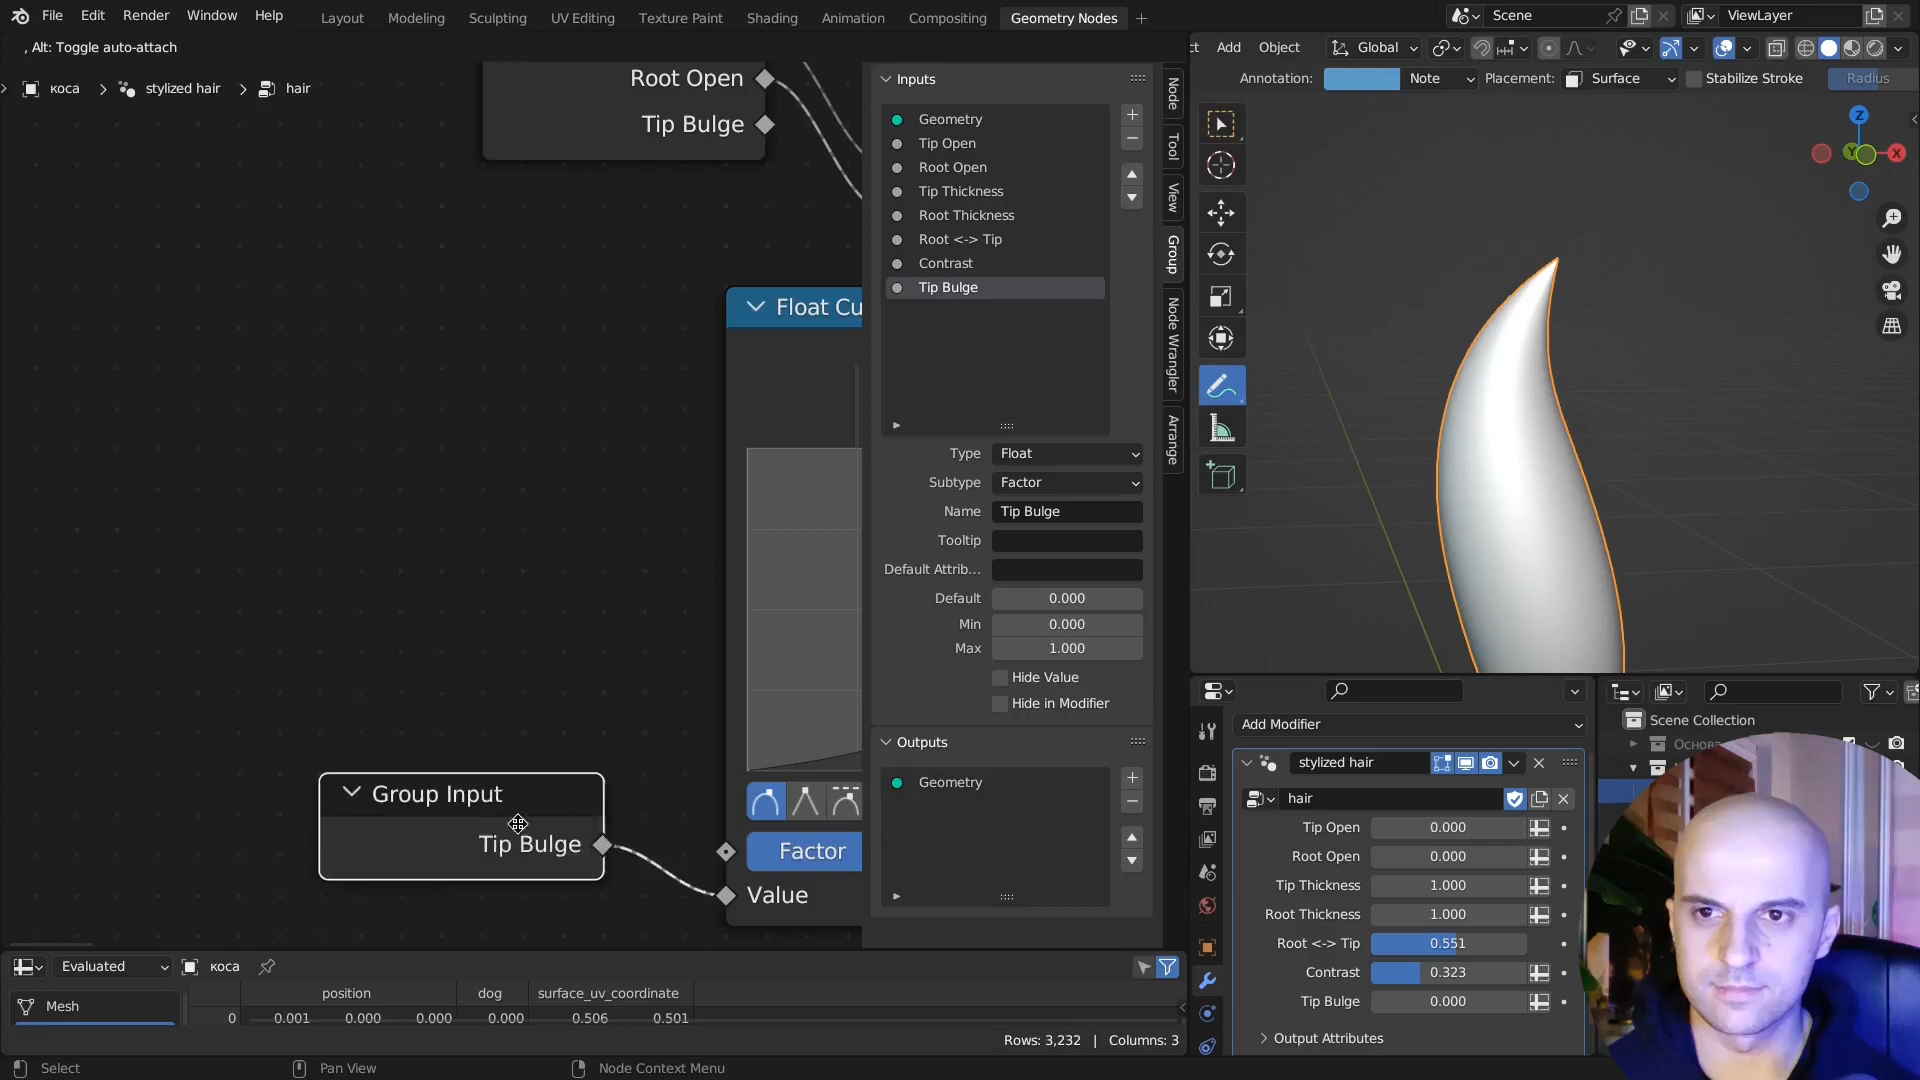 File Edit Render Window Help Layout Modeling Sculpting UV Editing Texture Paint Shading Animation Compositing Geometry Nodes Scene ViewLayer
, Alt: Toggle auto-attach
Add Object Global
коса stylized hair hair
Annotation: Note Placement: Surface Stabilize Stroke Radius
Root Open
Tip Bulge
Inputs
Geometry
Tip Open
Root Open
Tip Thickness
Root Thickness
Root <-> Tip
Contrast
Tip Bulge
Type Float
Subtype Factor
Name Tip Bulge
Tooltip
Default Attrib...
Default 0.000
Min 0.000
Max 1.000
Hide Value
Hide in Modifier
Outputs
Geometry
Node
Tool
View
Group
Node Wrangler
Arrange
Z
Y
X
Float Cu
Factor
Value
Group Input
Tip Bulge
Add Modifier
stylized hair
hair
Tip Open 0.000
Root Open 0.000
Tip Thickness 1.000
Root Thickness 1.000
Root <-> Tip 0.551
Contrast 0.323
Tip Bulge 0.000
Output Attributes
Scene Collection
Evaluated коса
position dog surface_uv_coordinate
Mesh
0 0.001 0.000 0.000 0.000 0.506 0.501
Rows: 3,232 | Columns: 3
Select Pan View Node Context Menu